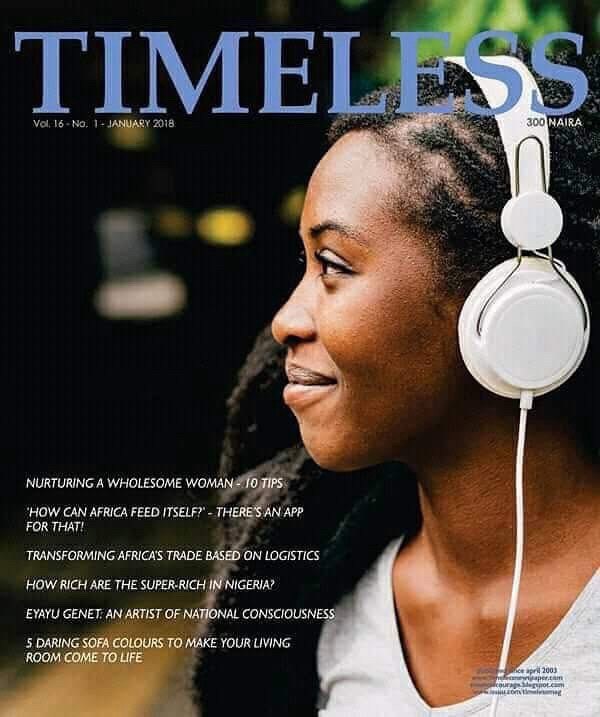 TIMELESS
Vol. 16 - No. 1 - JANUARY 2018
300 NAIRA
NURTURING A WHOLESOME WOMAN - 10 TIPS
'HOW CAN AFRICA FEED ITSELF?' - THERE'S AN APP
FOR THAT!
TRANSFORMING AFRICA'S TRADE BASED ON LOGISTICS
HOW RICH ARE THE SUPER-RICH IN NIGERIA?
EYAYU GENET: AN ARTIST OF NATIONAL CONSCIOUSNESS
5 DARING SOFA COLOURS TO MAKE YOUR LIVING
ROOM COME TO LIFE
since april 2003